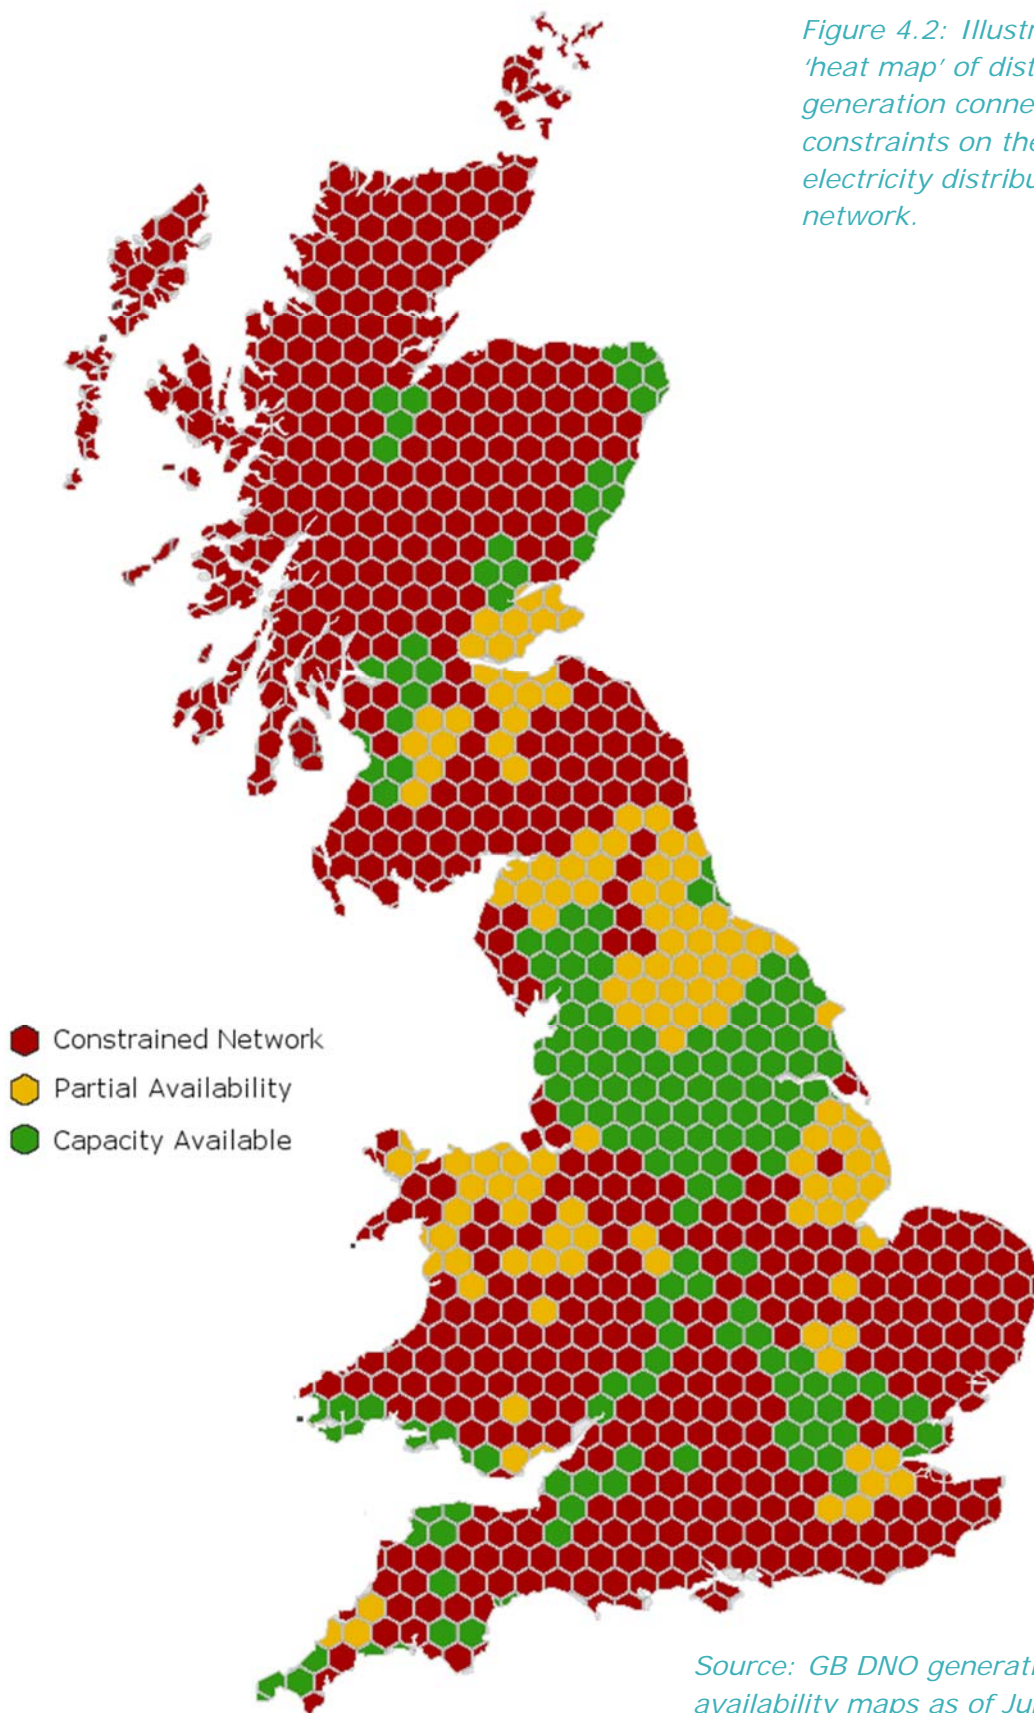 Figure 4.2: Illustr
'heat map' of dist
generation conne
constraints on the
electricity distribu
network.
Constrained Network
Partial Availability
Capacity Available
Source: GB DNO generati
availability maps as of Ju